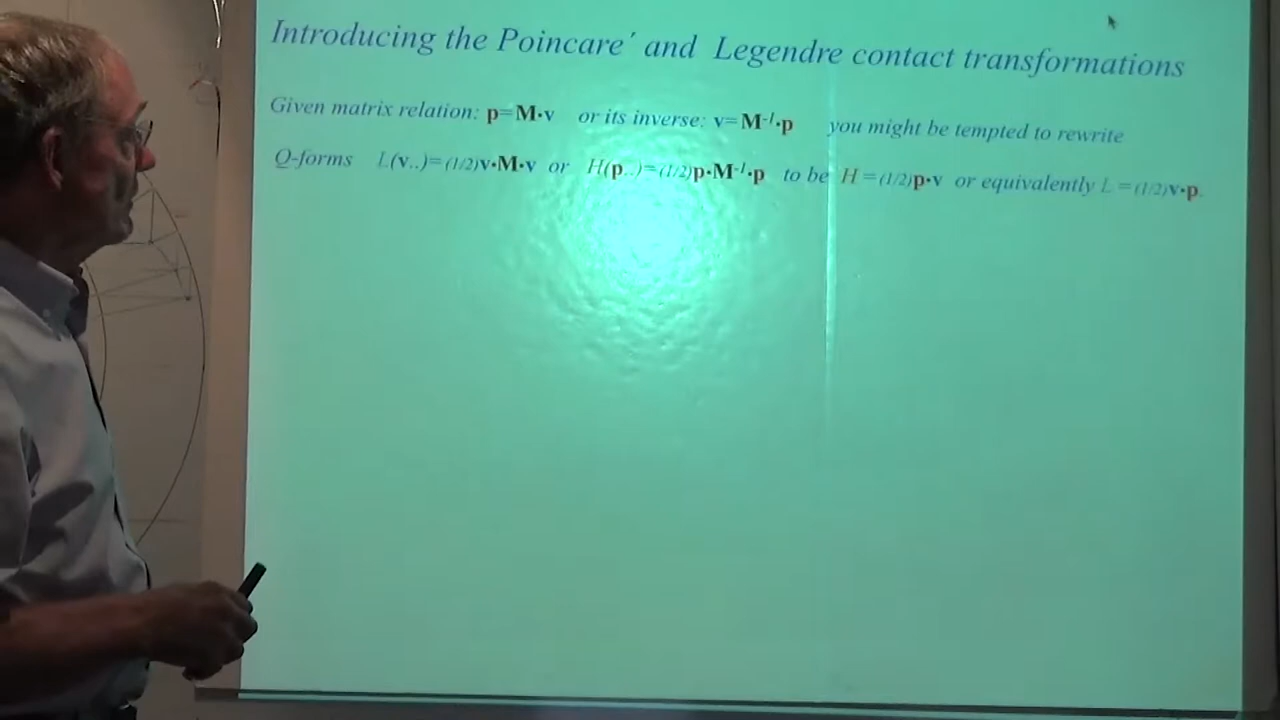 Introducing the Poincare´ and Legendre contact transformations
Given matrix relation: p=M•v or its inverse: v=M⁻¹•p you might be tempted to rewrite
Q-forms L(v..)=(1/2)v•M•v or H(p..)=(1/2)p•M⁻¹•p to be H=(1/2)p•v or equivalently L=(1/2)v•p.